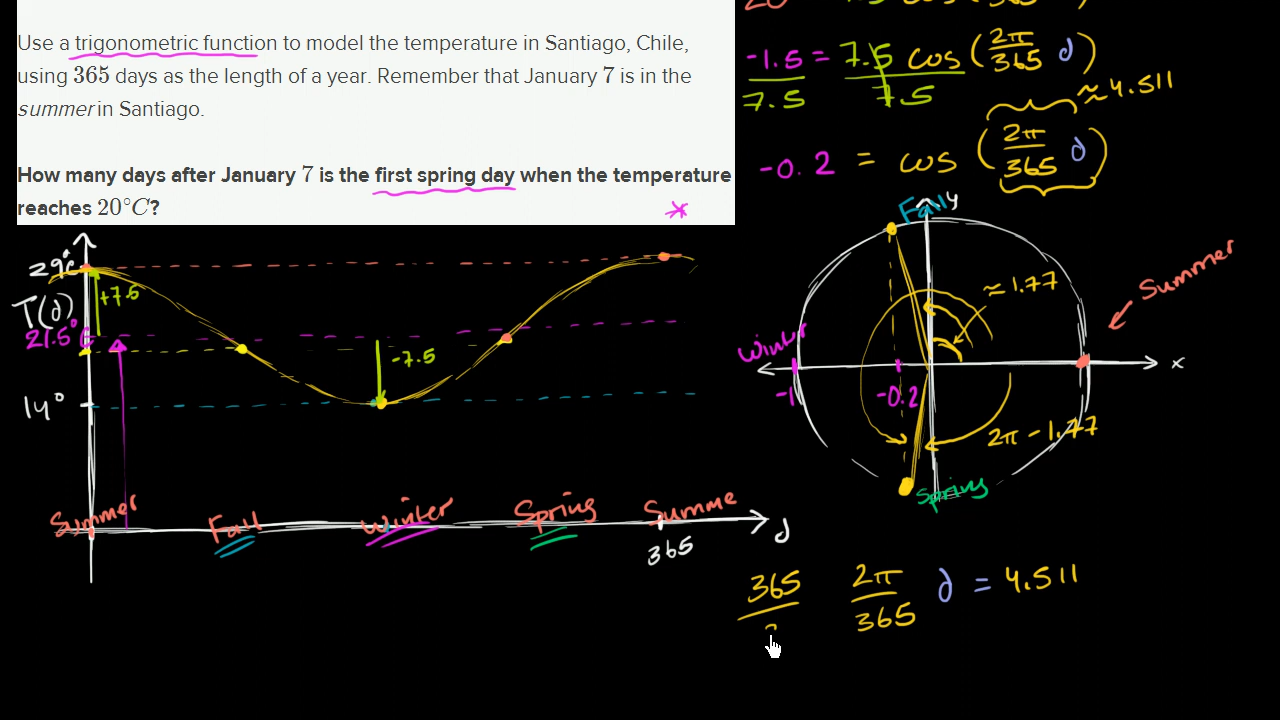 Use a trigonometric function to model the temperature in Santiago, Chile,
using 365 days as the length of a year. Remember that January 7 is in the
summer in Santiago.
How many days after January 7 is the first spring day when the temperature
reaches 20°C?
-1.5 = 7.5 cos(2π/365 d)
7.5 7.5
≈4.511
-0.2 = cos(2π/365 d)
29°C
T(d)
+7.5
21.5°C
-7.5
14°
Summer Fall Winter Spring Summe
365
d
Fall y
≈1.77
Summer
Winter
x
-1 -0.2
2π-1.77
Spring
365 2π/365 d = 4.511